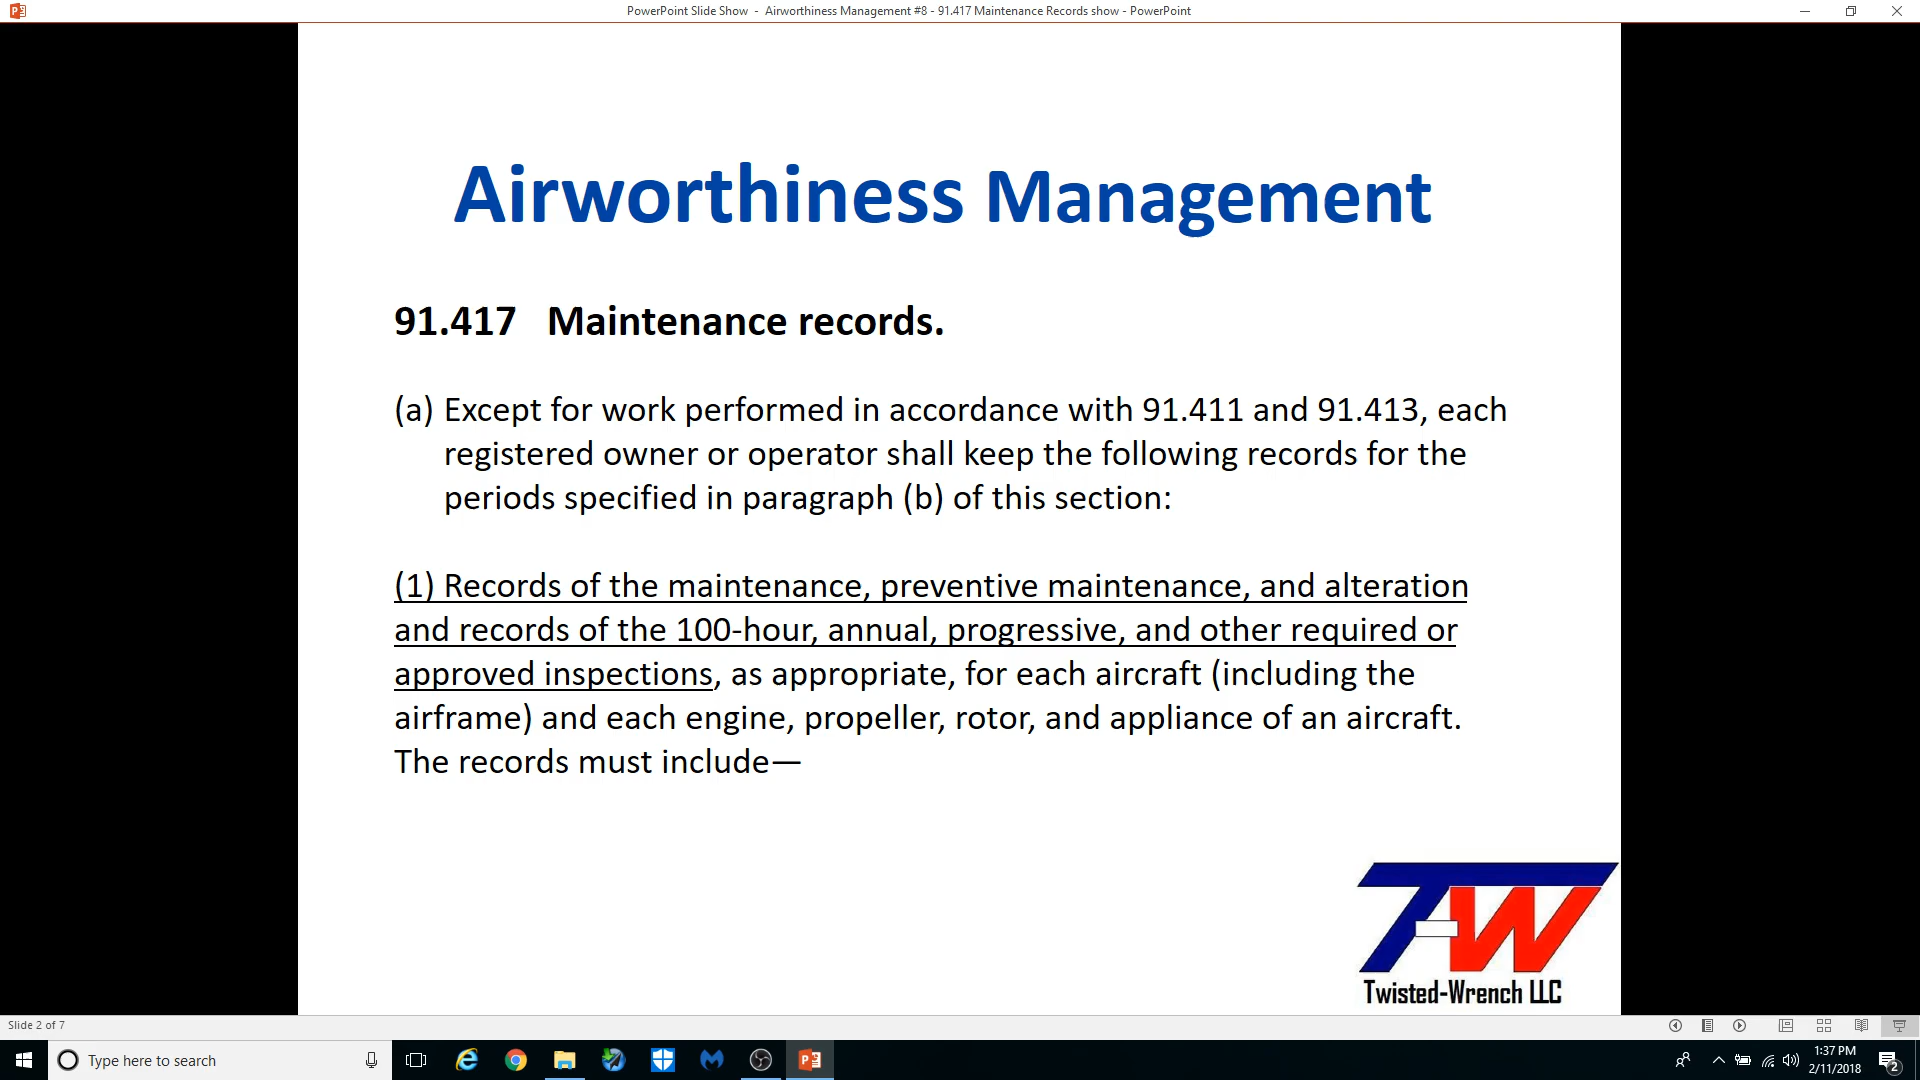 PowerPoint Slide Show - Airworthiness Management #8 - 91.417 Maintenance Records show - PowerPoint
Airworthiness Management
91.417 Maintenance records.
(a) Except for work performed in accordance with 91.411 and 91.413, each
registered owner or operator shall keep the following records for the
periods specified in paragraph (b) of this section:
(1) Records of the maintenance, preventive maintenance, and alteration
and records of the 100-hour, annual, progressive, and other required or
approved inspections, as appropriate, for each aircraft (including the
airframe) and each engine, propeller, rotor, and appliance of an aircraft.
The records must include—
T-W
Twisted-Wrench LLC
Slide 2 of 7
Type here to search
1:37 PM
2/11/2018
2